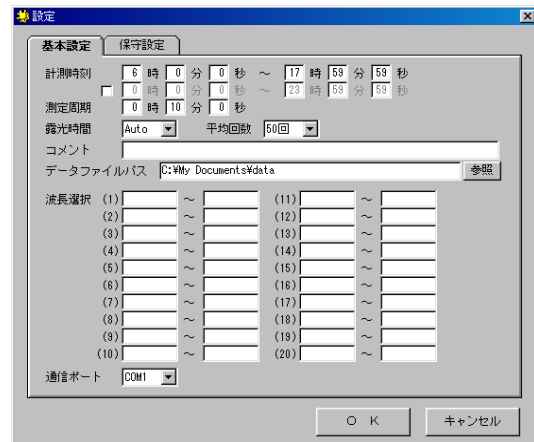 設定
基本設定 保守設定
計測時刻 6 時 0 分 0 秒 ～ 17 時 59 分 59 秒
0 時 0 分 0 秒 ～ 23 時 59 分 59 秒
測定周期 0 時 10 分 0 秒
露光時間 Auto 平均回数 50回
コメント
データファイルパス C:¥My Documents¥data 参照
波長選択 (1) ～ (11) ～
(2) ～ (12) ～
(3) ～ (13) ～
(4) ～ (14) ～
(5) ～ (15) ～
(6) ～ (16) ～
(7) ～ (17) ～
(8) ～ (18) ～
(9) ～ (19) ～
(10) ～ (20) ～
通信ポート COM1
ＯＫ キャンセル